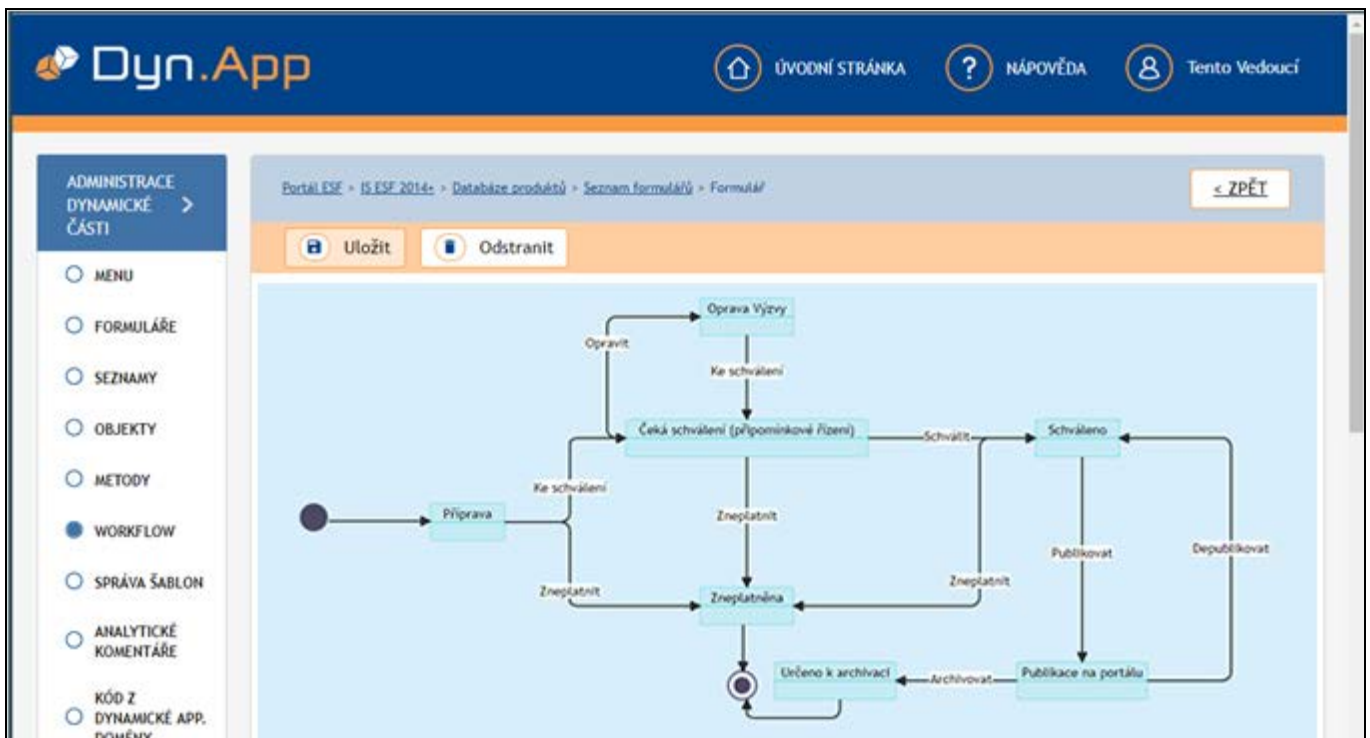 Dyn.App
ÚVODNÍ STRÁNKA
NÁPOVĚDA
Tento Vedoucí
ADMINISTRACE
DYNAMICKÉ
ČÁSTI
Portál ESF » IS ESF 2014+ » Databáze produktů » Seznam formulářů » Formulář
< ZPĚT
Uložit
Odstranit
MENU
FORMULÁŘE
SEZNAMY
OBJEKTY
METODY
WORKFLOW
SPRÁVA ŠABLON
ANALYTICKÉ
KOMENTÁŘE
KÓD Z
DYNAMICKÉ APP.
DOMÉNY
Oprava Výzvy
Opravit
Ke schválení
Čeká schválení (připomínkové řízení)
Schválit
Schváleno
Ke schválení
Příprava
Zneplatnit
Publikovat
Depublikovat
Zneplatnit
Zneplatnit
Zneplatněna
Určeno k archivaci
Archivovat
Publikace na portálu